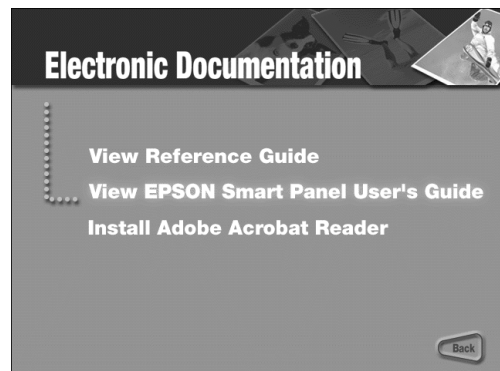 Electronic Documentation
View Reference Guide
View EPSON Smart Panel User's Guide
Install Adobe Acrobat Reader
Back